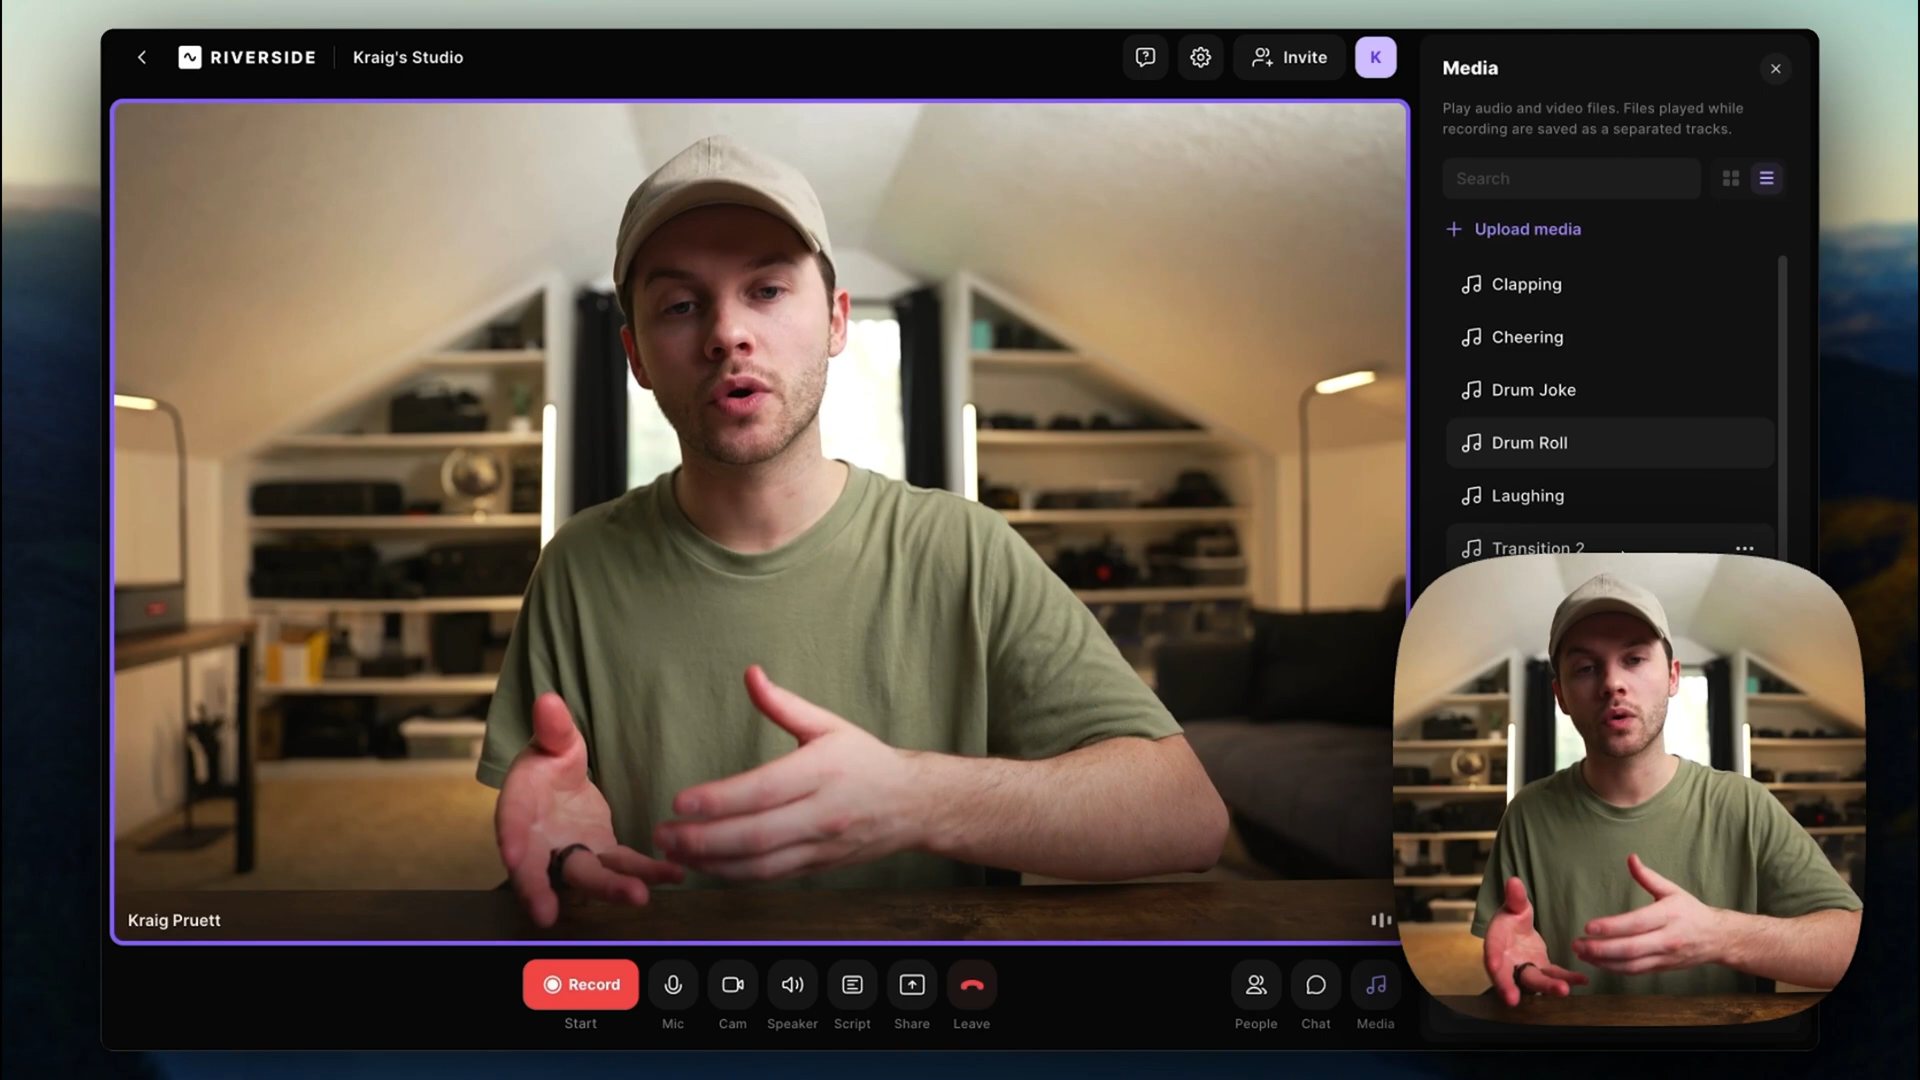 RIVERSIDE
Kraig's Studio
Invite
K
Media
Play audio and video files. Files played while
recording are saved as a separated tracks.
Search
Upload media
Clapping
Cheering
Drum Joke
Drum Roll
Laughing
Transition 2
Kraig Pruett
Record
Start
Mic
Cam
Speaker
Script
Share
Leave
People
Chat
Media